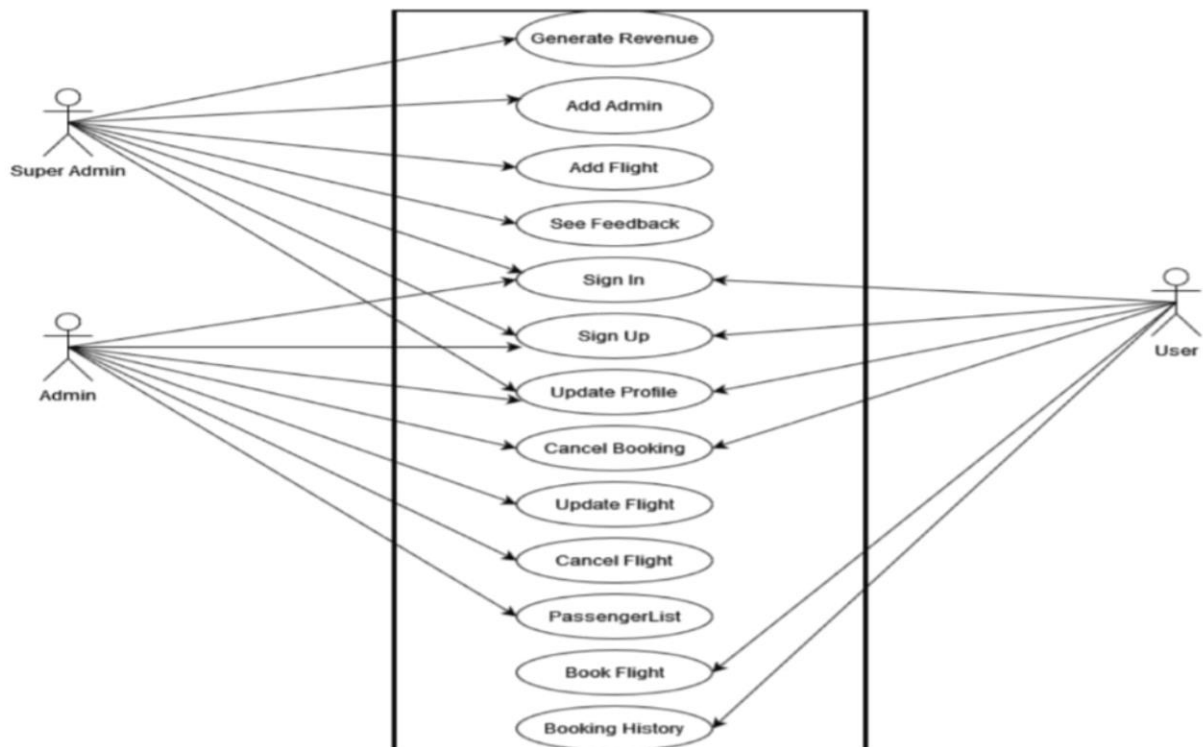 Generate Revenue
Add Admin
Super Admin
Add Flight
See Feedback
Sign In
Sign Up
User
Admin
Update Profile
Cancel Booking
Update Flight
Cancel Flight
PassengerList
Book Flight
Booking History